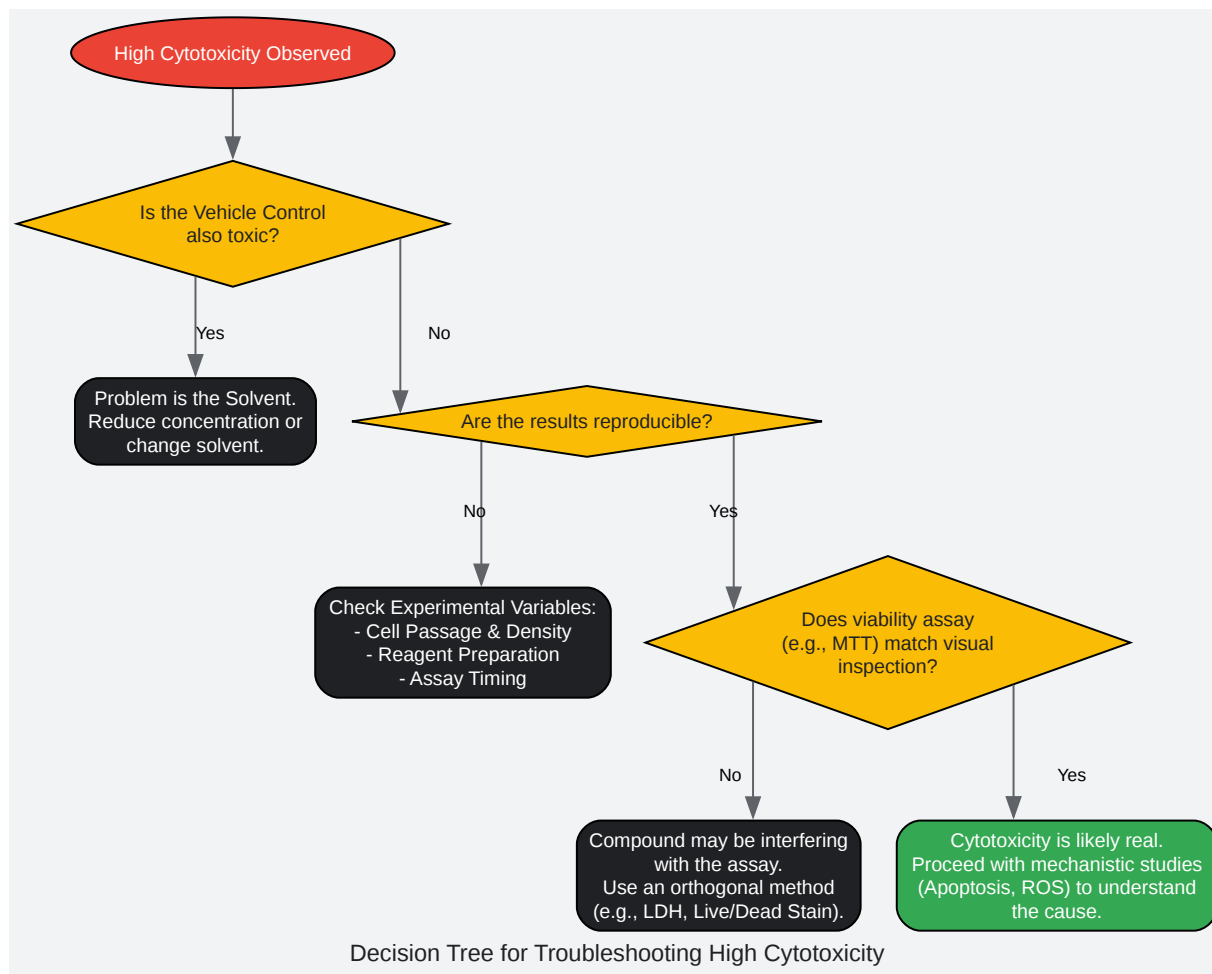 High Cytotoxicity Observed
Is the Vehicle Control
also toxic?
Yes
No
Problem is the Solvent.
Reduce concentration or
change solvent.
Are the results reproducible?
No
Yes
Check Experimental Variables:
- Cell Passage & Density
- Reagent Preparation
- Assay Timing
Does viability assay
(e.g., MTT) match visual
inspection?
No
Yes
Compound may be interfering
with the assay.
Use an orthogonal method
(e.g., LDH, Live/Dead Stain).
Cytotoxicity is likely real.
Proceed with mechanistic studies
(Apoptosis, ROS) to understand
the cause.
Decision Tree for Troubleshooting High Cytotoxicity